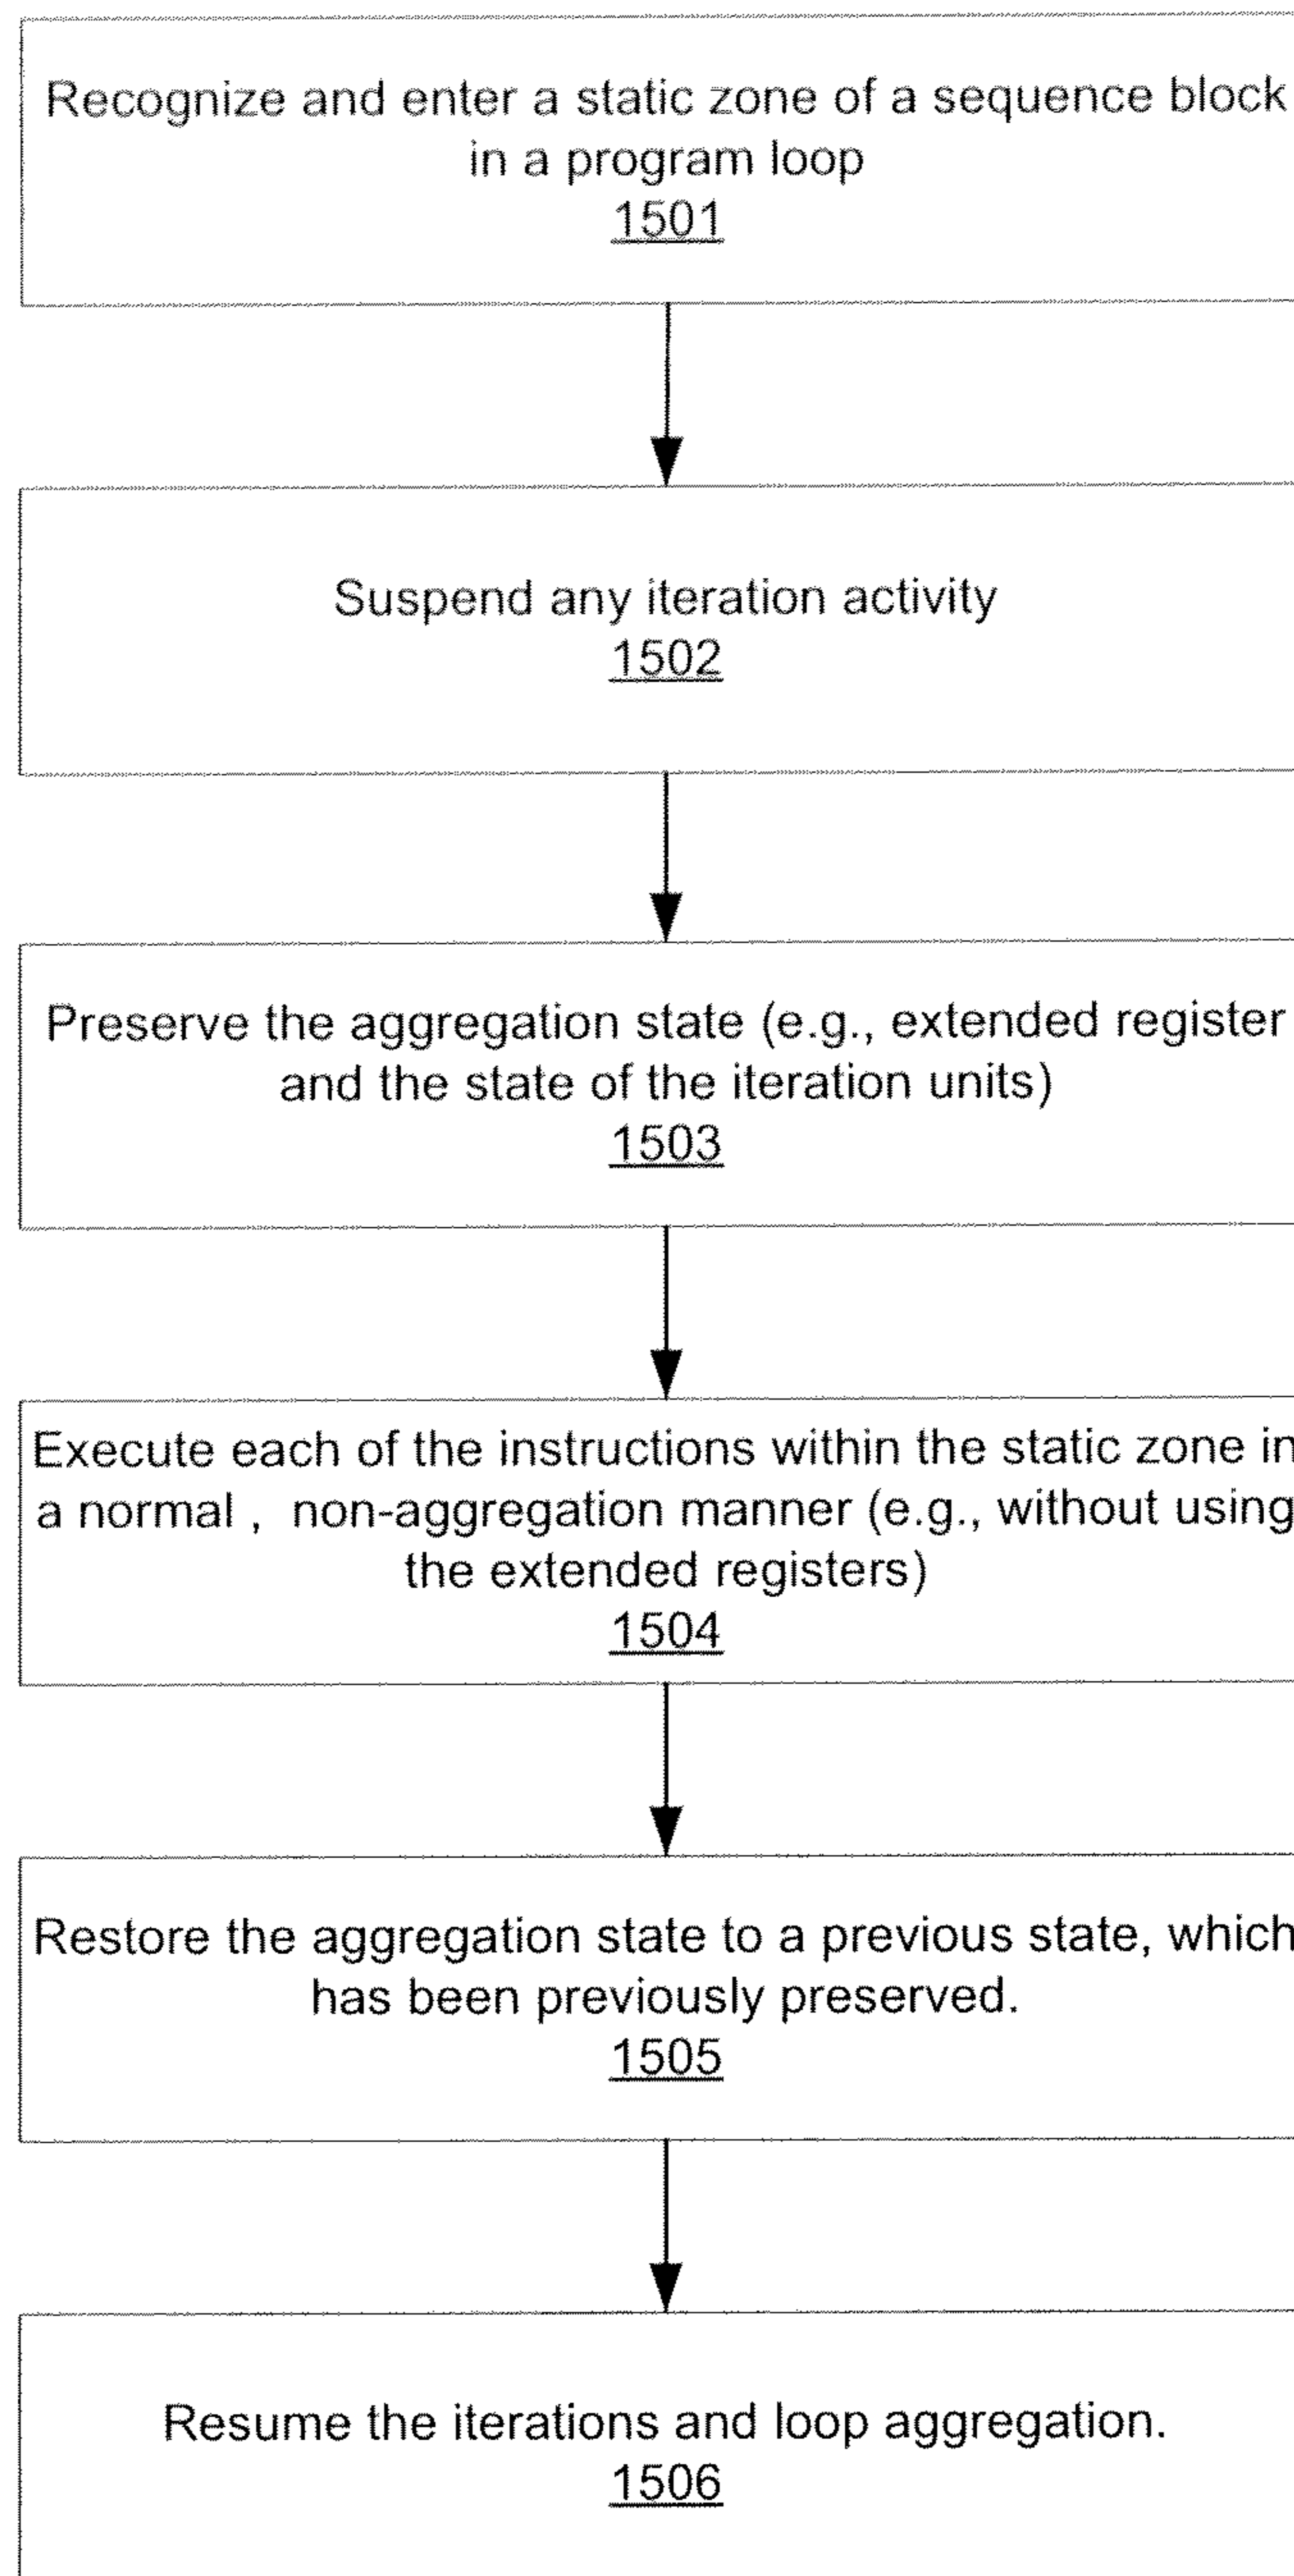 Recognize and enter a static zone of a sequence block
in a program loop
1501
Suspend any iteration activity
1502
Preserve the aggregation state (e.g., extended register
and the state of the iteration units)
1503
Execute each of the instructions within the static zone in
a normal ,  non-aggregation manner (e.g., without using
the extended registers)
1504
Restore the aggregation state to a previous state, which
has been previously preserved.
1505
Resume the iterations and loop aggregation.
1506